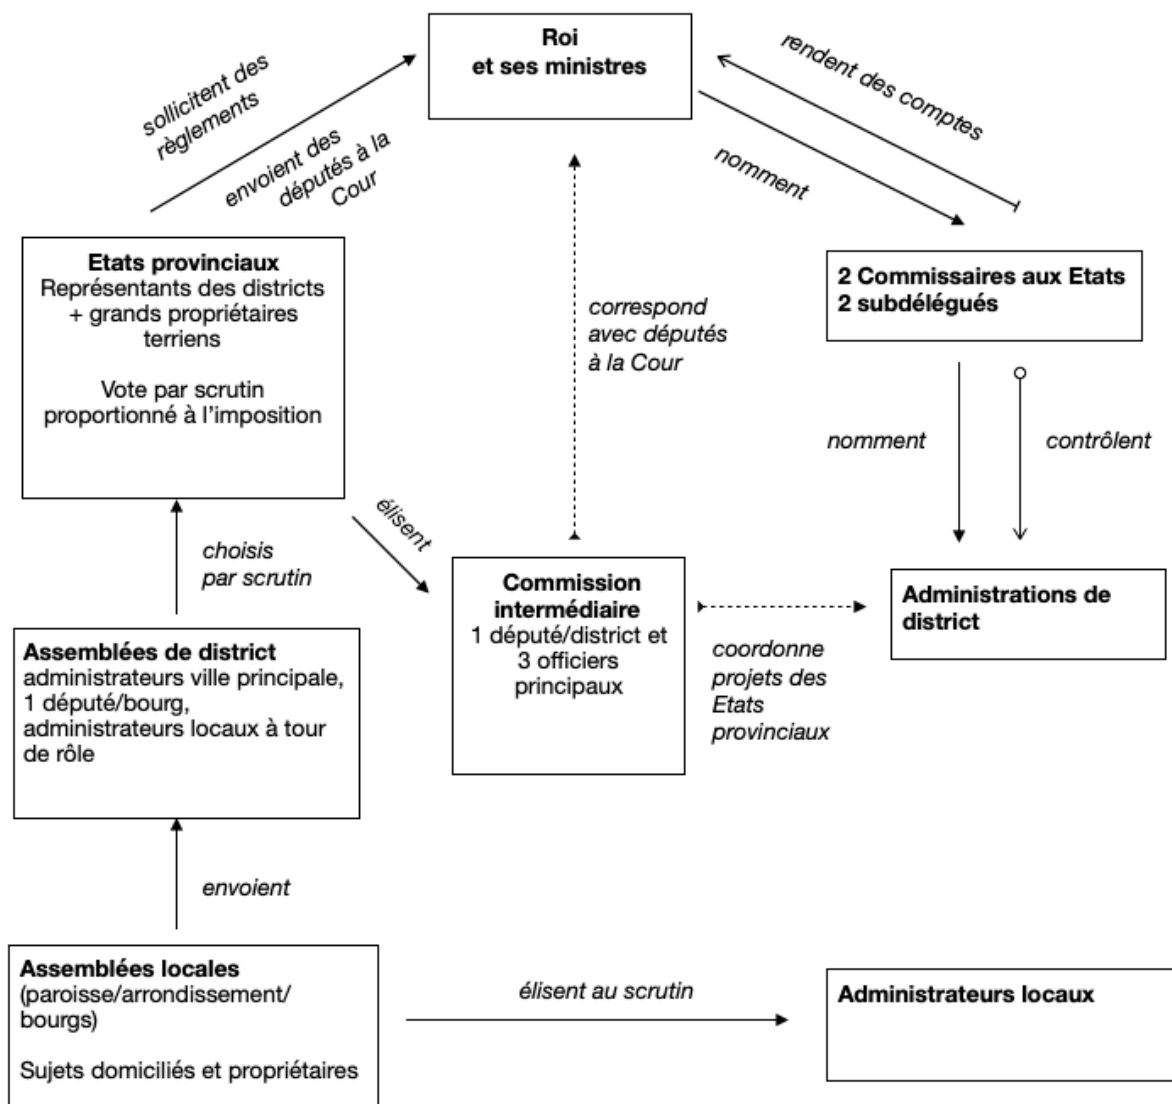 Roi
et ses ministres
sollicitent des
règlements
envoient des
députés à la
Cour
rendent des comptes
nomment
Etats provinciaux
Représentants des districts
+ grands propriétaires
terriens
Vote par scrutin
proportionné à l'imposition
2 Commissaires aux Etats
2 subdélégués
correspond
avec députés
à la Cour
nomment
contrôlent
élisent
choisis
par scrutin
Commission
intermédiaire
1 député/district et
3 officiers
principaux
Administrations de
district
coordonne
projets des
Etats
provinciaux
Assemblées de district
administrateurs ville principale,
1 député/bourg,
administrateurs locaux à tour
de rôle
envoient
Assemblées locales
(paroisse/arrondissement/
bourgs)
Sujets domiciliés et propriétaires
élisent au scrutin
Administrateurs locaux